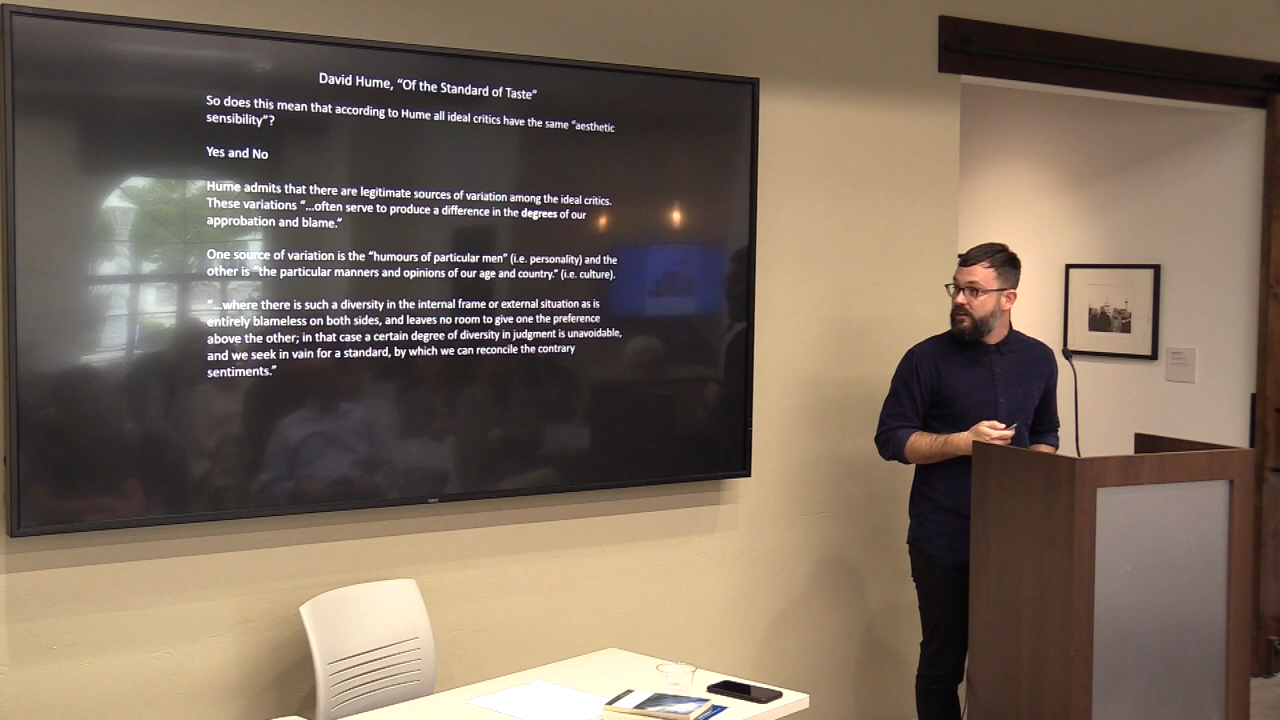 David Hume, “Of the Standard of Taste”
So does this mean that according to Hume all ideal critics have the same “aesthetic
sensibility”?
Yes and No
Hume admits that there are legitimate sources of variation among the ideal critics.
These variations “...often serve to produce a difference in the degrees of our
approbation and blame.”
One source of variation is the “humours of particular men” (i.e. personality) and the
other is “the particular manners and opinions of our age and country.” (i.e. culture).
“...where there is such a diversity in the internal frame or external situation as is
entirely blameless on both sides, and leaves no room to give one the preference
above the other; in that case a certain degree of diversity in judgment is unavoidable,
and we seek in vain for a standard, by which we can reconcile the contrary
sentiments.”